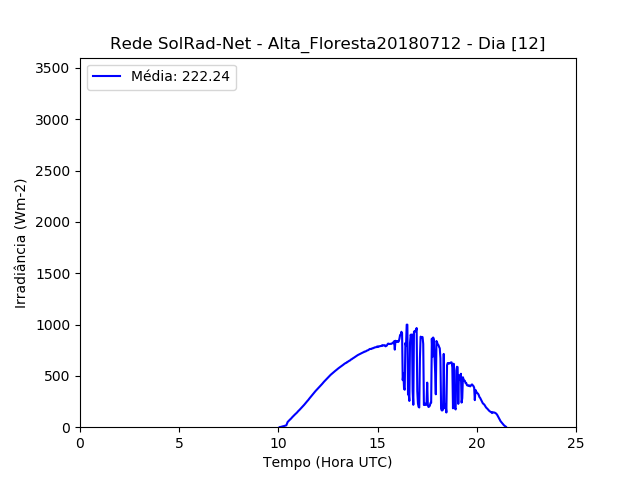 Rede SolRad-Net - Alta_Floresta20180712 - Dia [12]
Média: 222.24
Irradiância (Wm-2)
3500
3000
2500
2000
1500
1000
500
0
0 5 10 15 20 25
Tempo (Hora UTC)